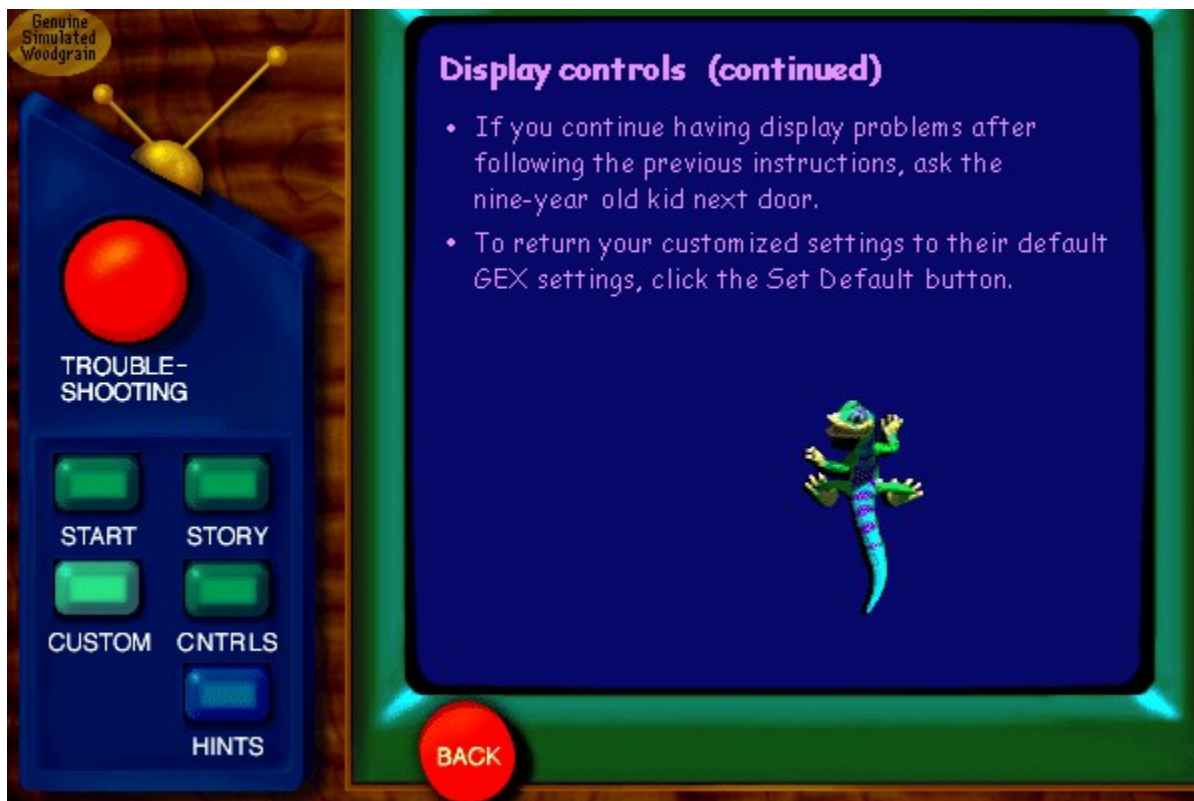 Genuine
Simulated
Woodgrain
TROUBLE-
SHOOTING
START
STORY
CUSTOM
CNTRLS
HINTS
Display controls (continued)
• If you continue having display problems after
following the previous instructions, ask the
nine-year old kid next door.
• To return your customized settings to their default
GEX settings, click the Set Default button.
BACK